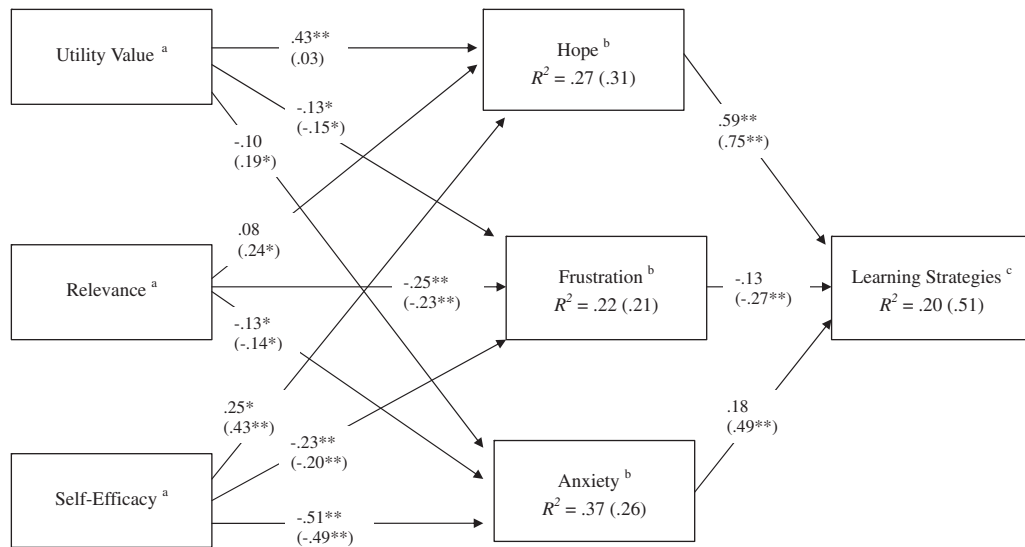 Utility Value a
.43**
(.03)
Hope b
R2 = .27 (.31)
-.13*
(-.15*)
-.10
(.19*)
.59**
(.75**)
.08
(.24*)
Relevance a
-.25**
(-.23**)
Frustration b
R2 = .22 (.21)
-.13
(-.27**)
Learning Strategies c
R2 = .20 (.51)
-.13*
(-.14*)
.25*
(.43**)
-.23**
(-.20**)
.18
(.49**)
Self-Efficacy a
-.51**
(-.49**)
Anxiety b
R2 = .37 (.26)